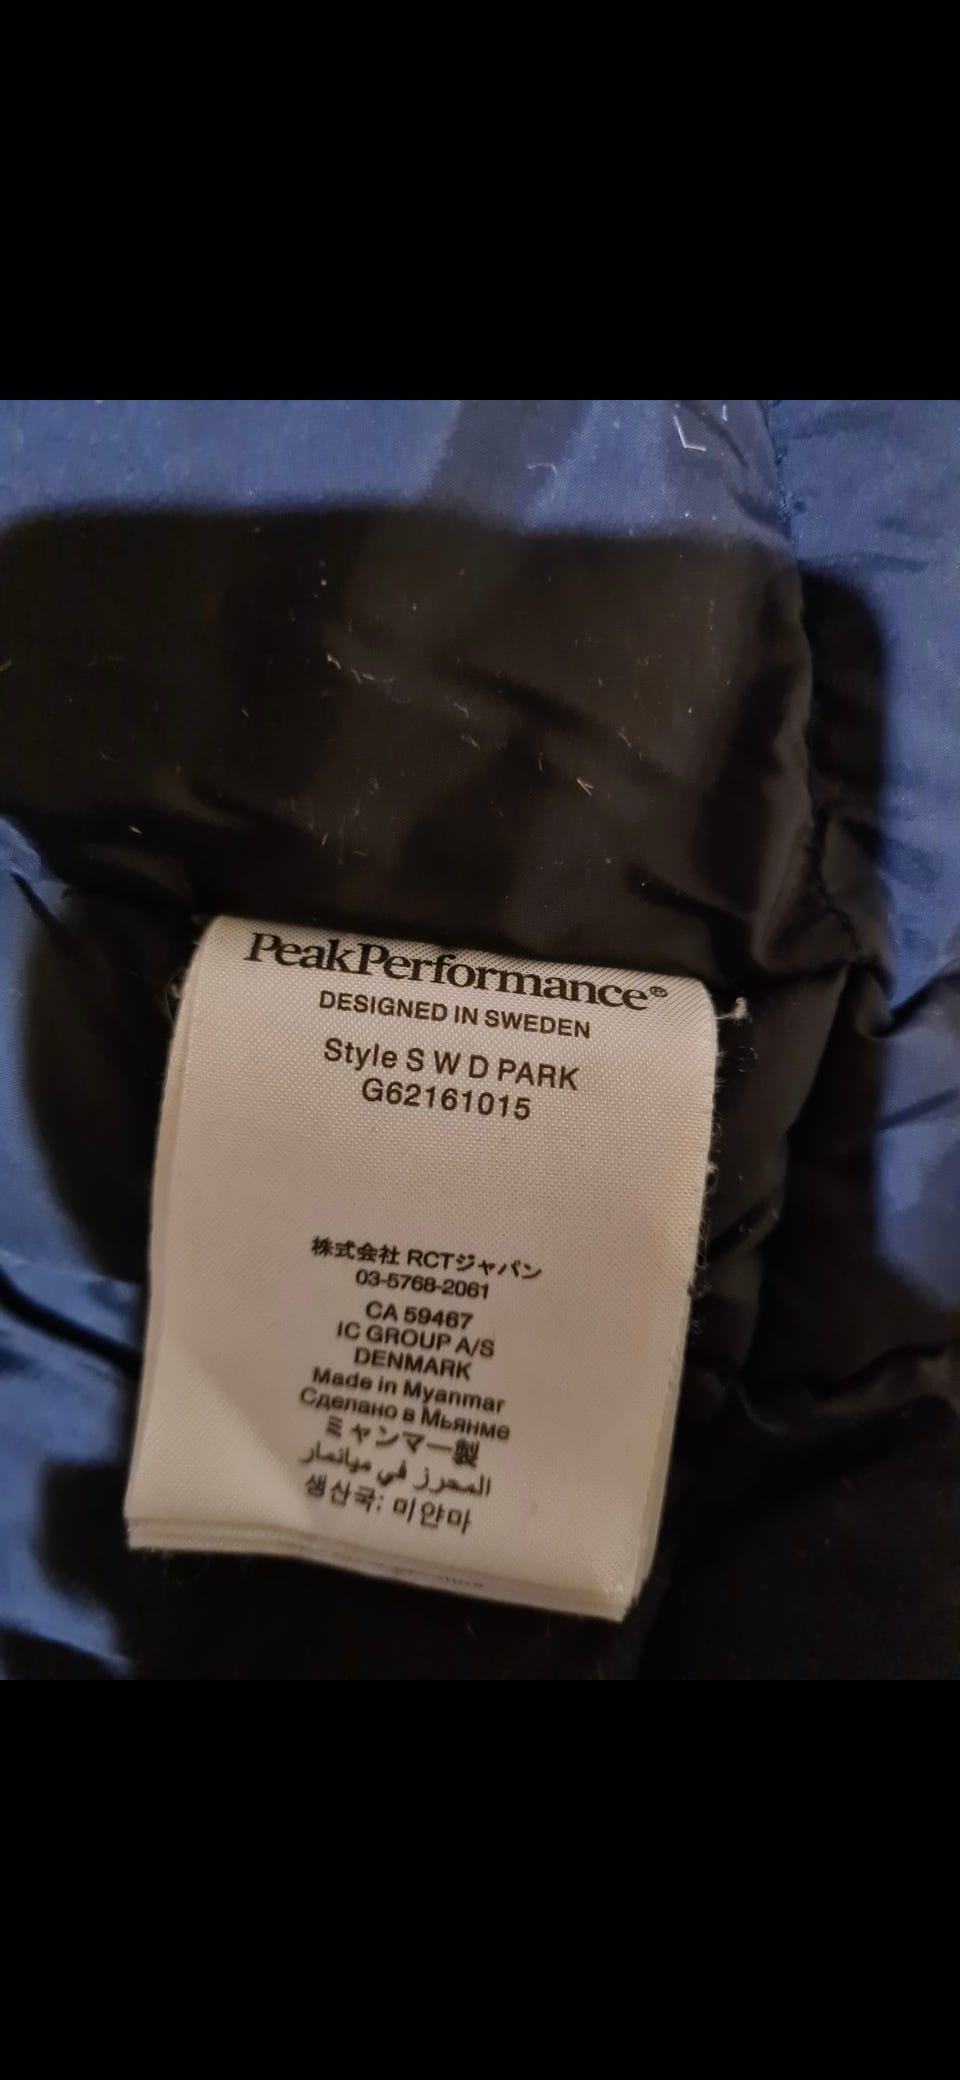 PeakPerformance®
DESIGNED IN SWEDEN
Style S W D PARK
G62161015
株式会社 RCTジャパン
03-5768-2061
CA 59467
IC GROUP A/S
DENMARK
Made in Myanmar
Сделано в Мьянме
ミャンマー製
المحرز في ميانمار
생산국: 미얀마